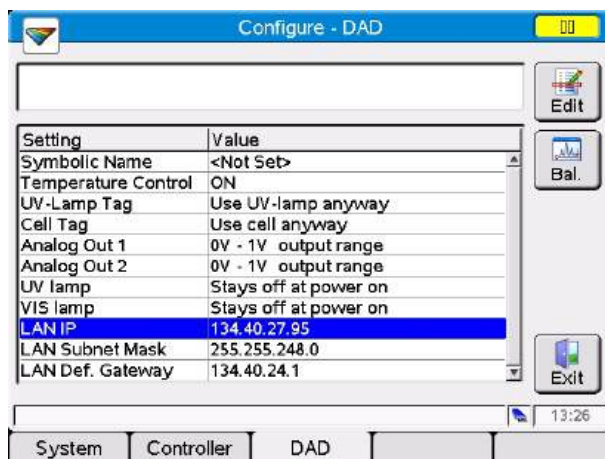 Configure - DAD
Edit
Setting Value
Symbolic Name <Not Set>
Bal.
Temperature Control ON
UV-Lamp Tag Use UV-lamp anyway
Cell Tag Use cell anyway
Analog Out 1 0V - 1V output range
Analog Out 2 0V - 1V output range
UV lamp Stays off at power on
VIS lamp Stays off at power on
LAN IP 134.40.27.95
LAN Subnet Mask 255.255.248.0
LAN Def. Gateway 134.40.24.1
Exit
13:26
System Controller DAD